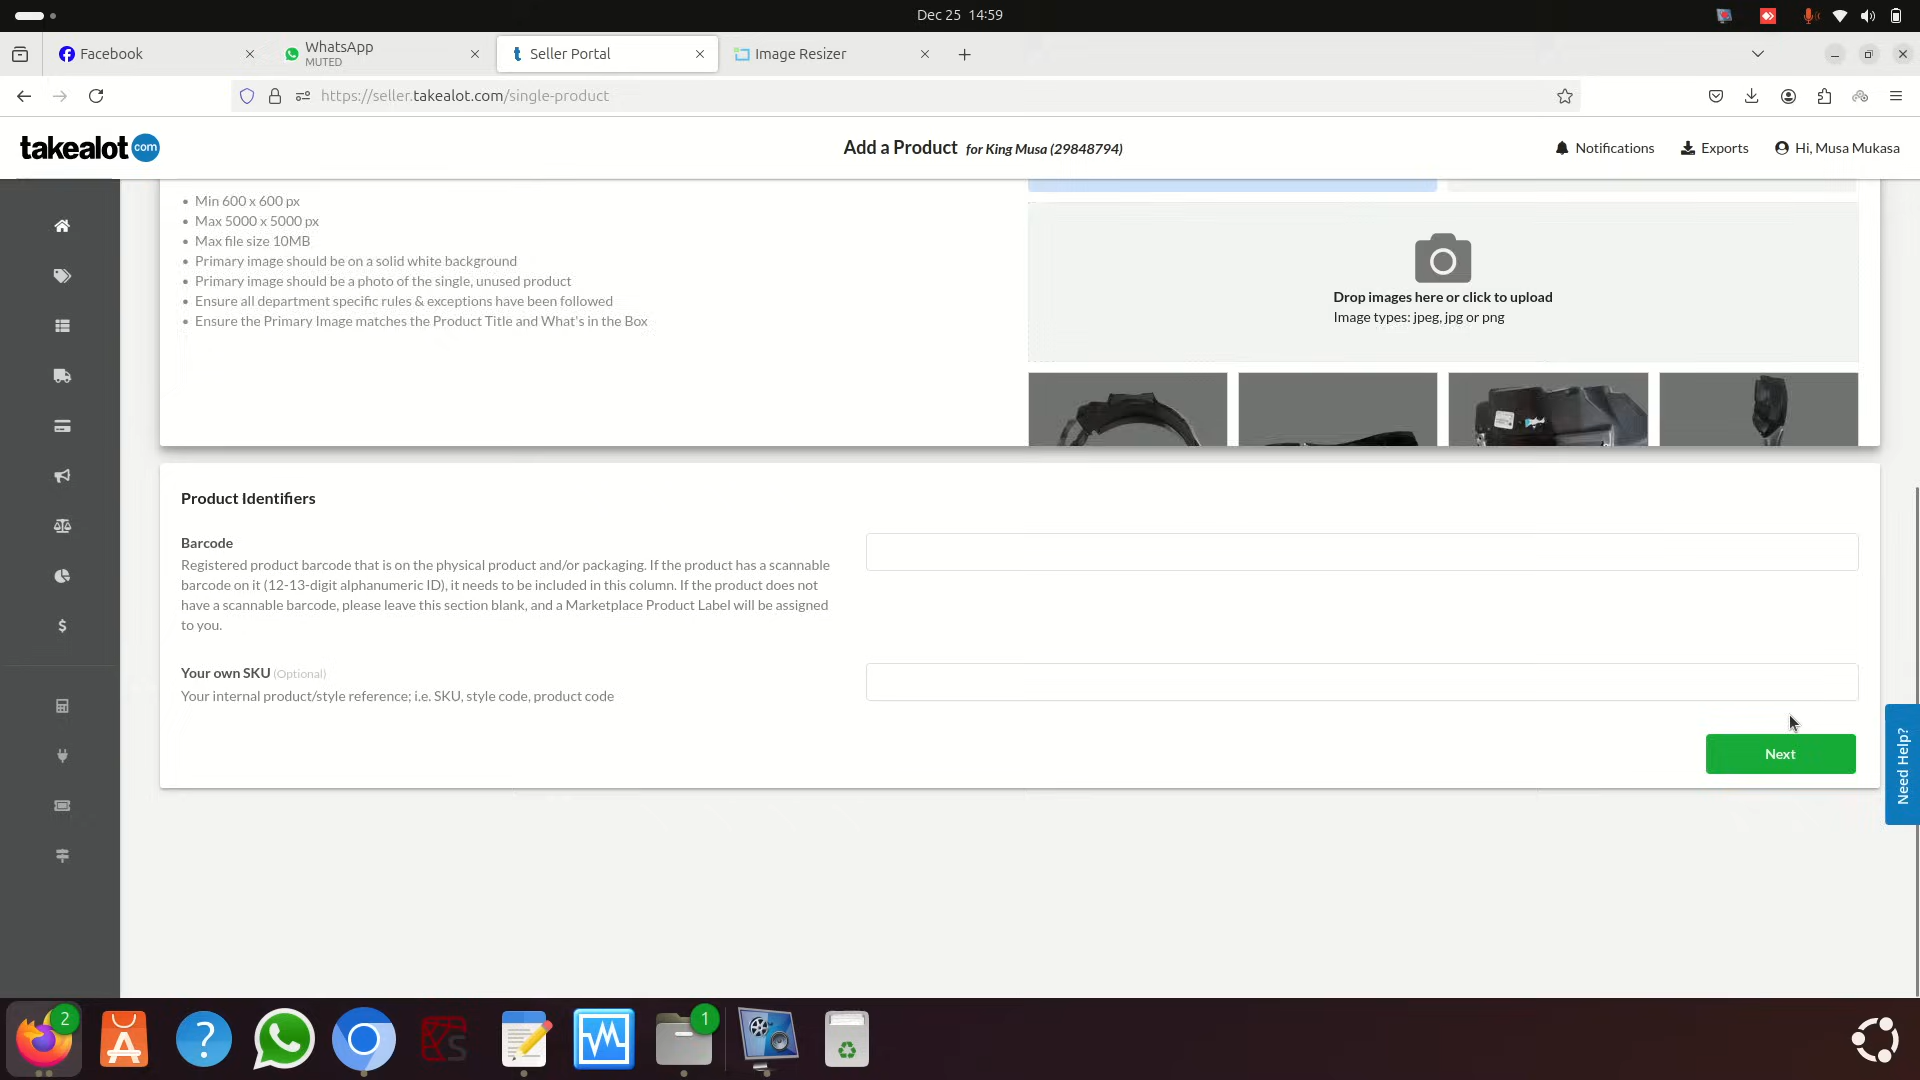 Dec 25 14:59
Facebook
WhatsApp
MUTED
Seller Portal
Image Resizer
https://seller.takealot.com/single-product
takealot com
Add a Product for King Musa (29848794)
Notifications
Exports
Hi, Musa Mukasa
Min 600 x 600 px
Max 5000 x 5000 px
Max file size 10MB
Primary image should be on a solid white background
Primary image should be a photo of the single, unused product
Ensure all department specific rules & exceptions have been followed
Ensure the Primary Image matches the Product Title and What's in the Box
Drop images here or click to upload
Image types: jpeg, jpg or png
Product Identifiers
Barcode
Registered product barcode that is on the physical product and/or packaging. If the product has a scannable
barcode on it (12-13-digit alphanumeric ID), it needs to be included in this column. If the product does not
have a scannable barcode, please leave this section blank, and a Marketplace Product Label will be assigned
to you.
Your own SKU (Optional)
Your internal product/style reference; i.e. SKU, style code, product code
Next
Need Help?
2
1